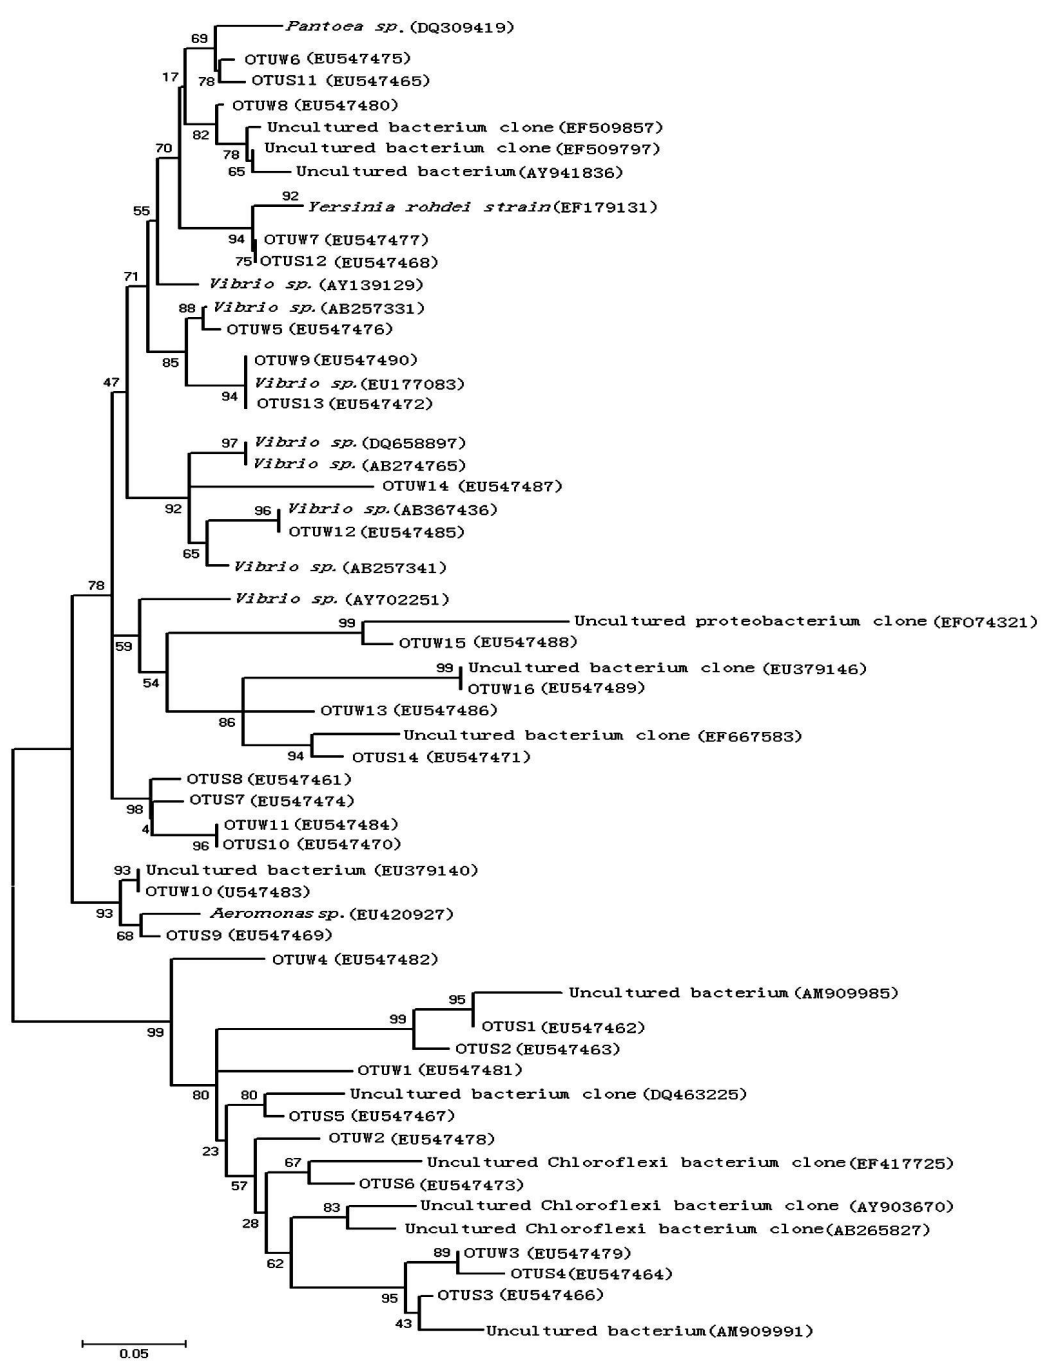 Pantoea sp. (DQ309419)
69
OTUW6 (EU547475)
17
78
OTUS11 (EU547465)
OTUW8 (EU547480)
82
Uncultured bacterium clone (EF509857)
70
78
Uncultured bacterium clone (EF509797)
65
Uncultured bacterium (AY941836)
92
Yersinia rohdei strain (EF179131)
55
94
OTUW7 (EU547477)
75
OTUS12 (EU547468)
71
Vibrio sp. (AY139129)
88
Vibrio sp. (AB257331)
OTUW5 (EU547476)
85
OTUW9 (EU547490)
47
Vibrio sp. (EU177083)
94
OTUS13 (EU547472)
97
Vibrio sp. (DQ658897)
Vibrio sp. (AB274765)
OTUW14 (EU547487)
92
96
Vibrio sp. (AB367436)
OTUW12 (EU547485)
65
Vibrio sp. (AB257341)
78
Vibrio sp. (AY702251)
99
Uncultured proteobacterium clone (EFO74321)
59
OTUW15 (EU547488)
54
99
Uncultured bacterium clone (EU379146)
OTUW16 (EU547489)
86
OTUW13 (EU547486)
Uncultured bacterium clone (EF667583)
94
OTUS14 (EU547471)
OTUS8 (EU547461)
98
OTUS7 (EU547474)
4
OTUW11 (EU547484)
96
OTUS10 (EU547470)
93
Uncultured bacterium (EU379140)
OTUW10 (U547483)
93
Aeromonas sp. (EU420927)
68
OTUS9 (EU547469)
OTUW4 (EU547482)
95
Uncultured bacterium (AM909985)
99
99
OTUS1 (EU547462)
OTUS2 (EU547463)
OTUW1 (EU547481)
80
80
Uncultured bacterium clone (DQ463225)
OTUS5 (EU547467)
23
OTUW2 (EU547478)
67
Uncultured Chloroflexi bacterium clone (EF417725)
57
OTUS6 (EU547473)
28
83
Uncultured Chloroflexi bacterium clone (AY903670)
Uncultured Chloroflexi bacterium clone (AB265827)
62
89
OTUW3 (EU547479)
OTUS4 (EU547464)
95
OTUS3 (EU547466)
43
Uncultured bacterium (AM909991)
0.05